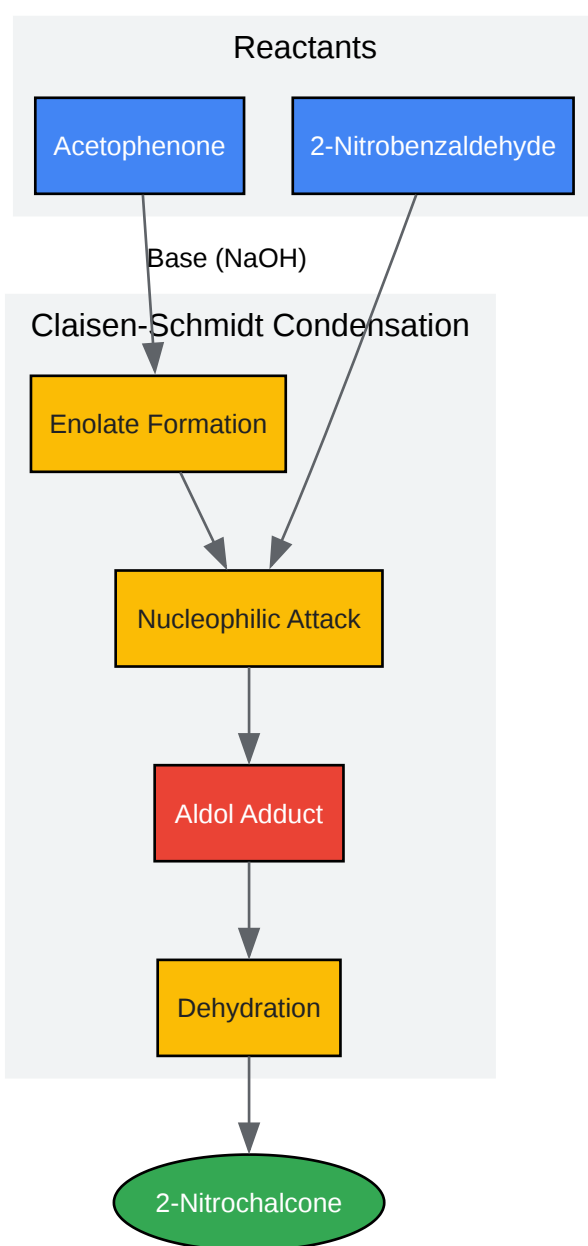 Reactants
Acetophenone
2-Nitrobenzaldehyde
Base (NaOH)
Claisen-Schmidt Condensation
Enolate Formation
Nucleophilic Attack
Aldol Adduct
Dehydration
2-Nitrochalcone